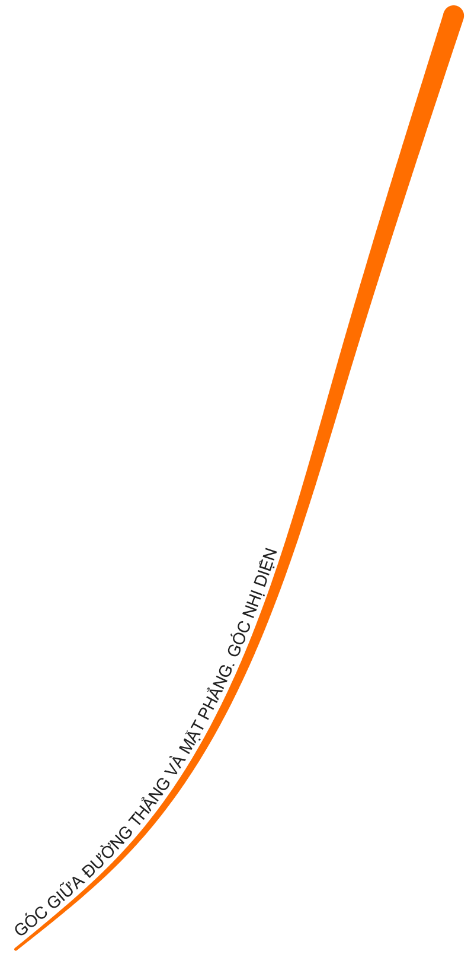 GÓC GIỮA ĐƯỜNG THẲNG VÀ MẶT PHẲNG. GÓC NHỊ DIỆN